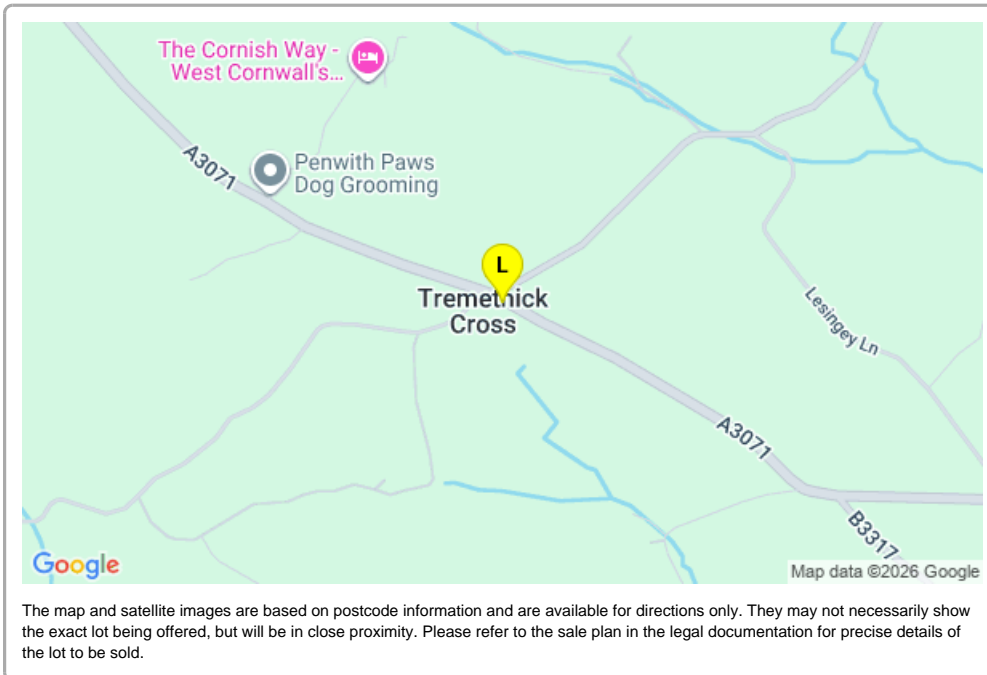 The Cornish Way -
West Cornwall's...
A3071
Penwith Paws
Dog Grooming
L
Tremethick
Cross
Lesingey Ln
A3071
B3317
Google
Map data ©2026 Google
The map and satellite images are based on postcode information and are available for directions only. They may not necessarily show
the exact lot being offered, but will be in close proximity. Please refer to the sale plan in the legal documentation for precise details of
the lot to be sold.